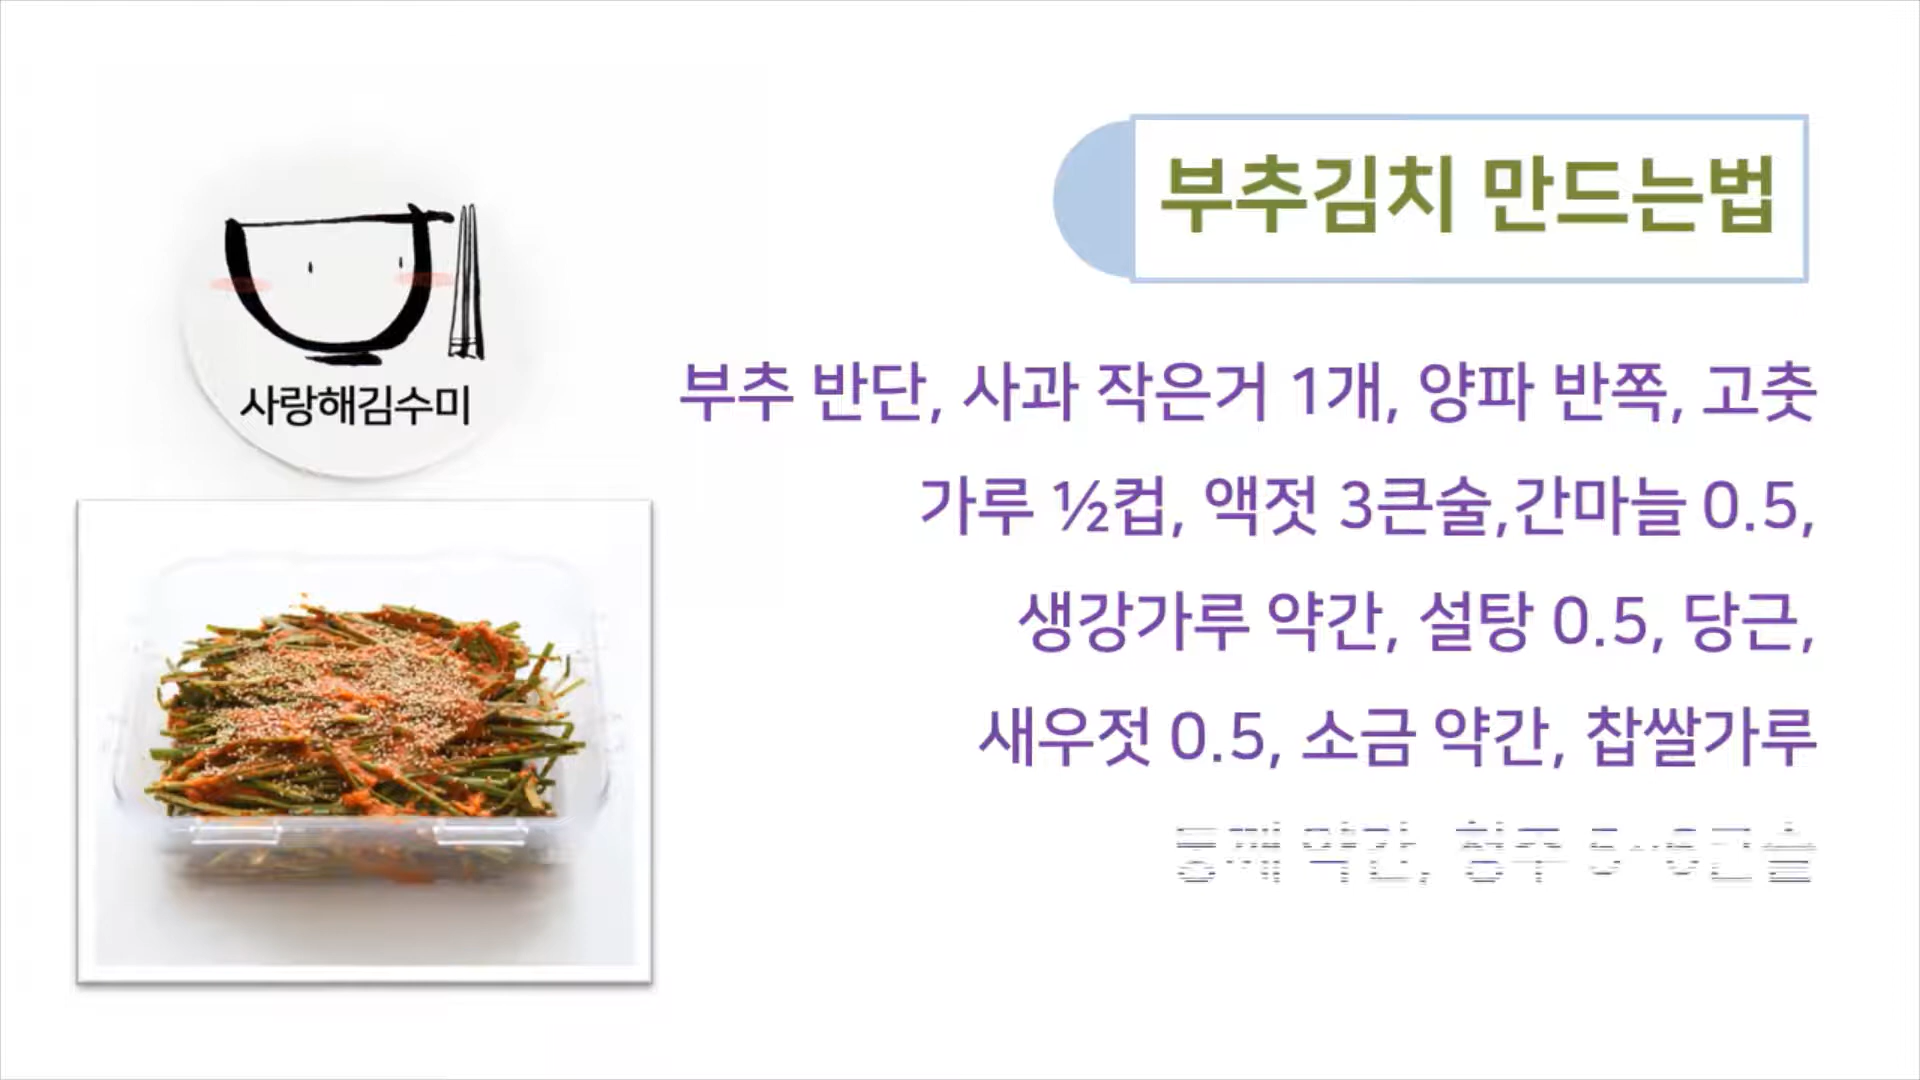 사랑해김수미
부추김치 만드는법
부추 반단, 사과 작은거 1개, 양파 반쪽, 고춧
가루 ½컵, 액젓 3큰술,간마늘 0.5,
생강가루 약간, 설탕 0.5, 당근,
새우젓 0.5, 소금 약간, 찹쌀가루
약간,